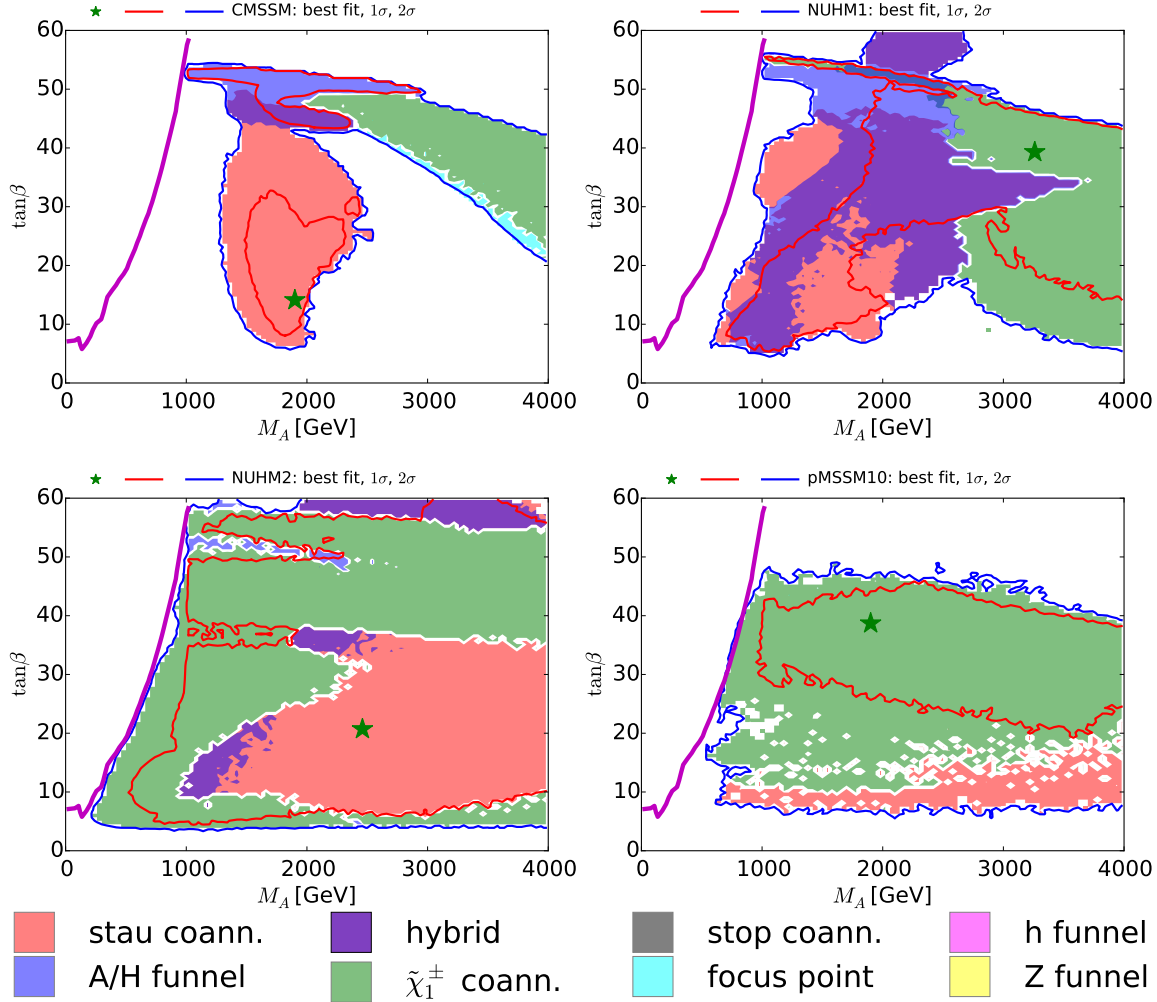 CMSSM: best fit, 1σ, 2σ
NUHM1: best fit, 1σ, 2σ
60
50
40
30
20
10
0
tanβ
0 1000 2000 3000 4000
M_A [GeV]
60
50
40
30
20
10
0
tanβ
0 1000 2000 3000 4000
M_A [GeV]
NUHM2: best fit, 1σ, 2σ
pMSSM10: best fit, 1σ, 2σ
60
50
40
30
20
10
0
tanβ
0 1000 2000 3000 4000
M_A [GeV]
60
50
40
30
20
10
0
tanβ
0 1000 2000 3000 4000
M_A [GeV]
stau coann. hybrid stop coann. h funnel
A/H funnel χ̃₁± coann. focus point Z funnel